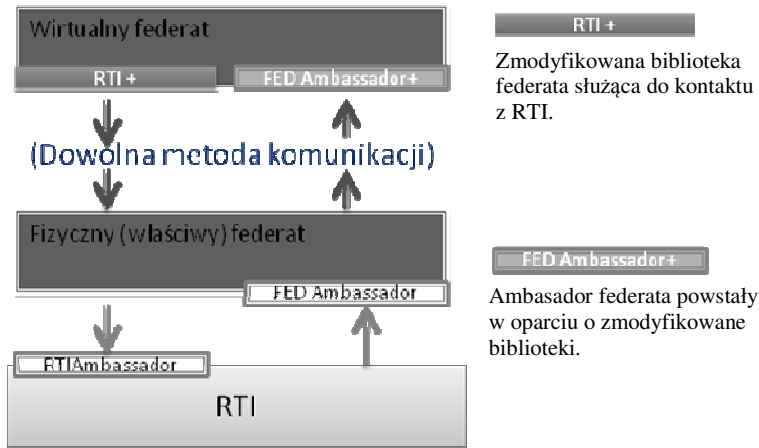 Wirtualny federat
RTI +
FED Ambassador+
(Dowolna metoda komunikacji)
Fizyczny (właściwy) federat
FED Ambassador
RTIAmbassador
RTI
RTI +
Zmodyfikowana biblioteka
federata służąca do kontaktu
z RTI.
FED Ambassador+
Ambasador federata powstały
w oparciu o zmodyfikowane
biblioteki.